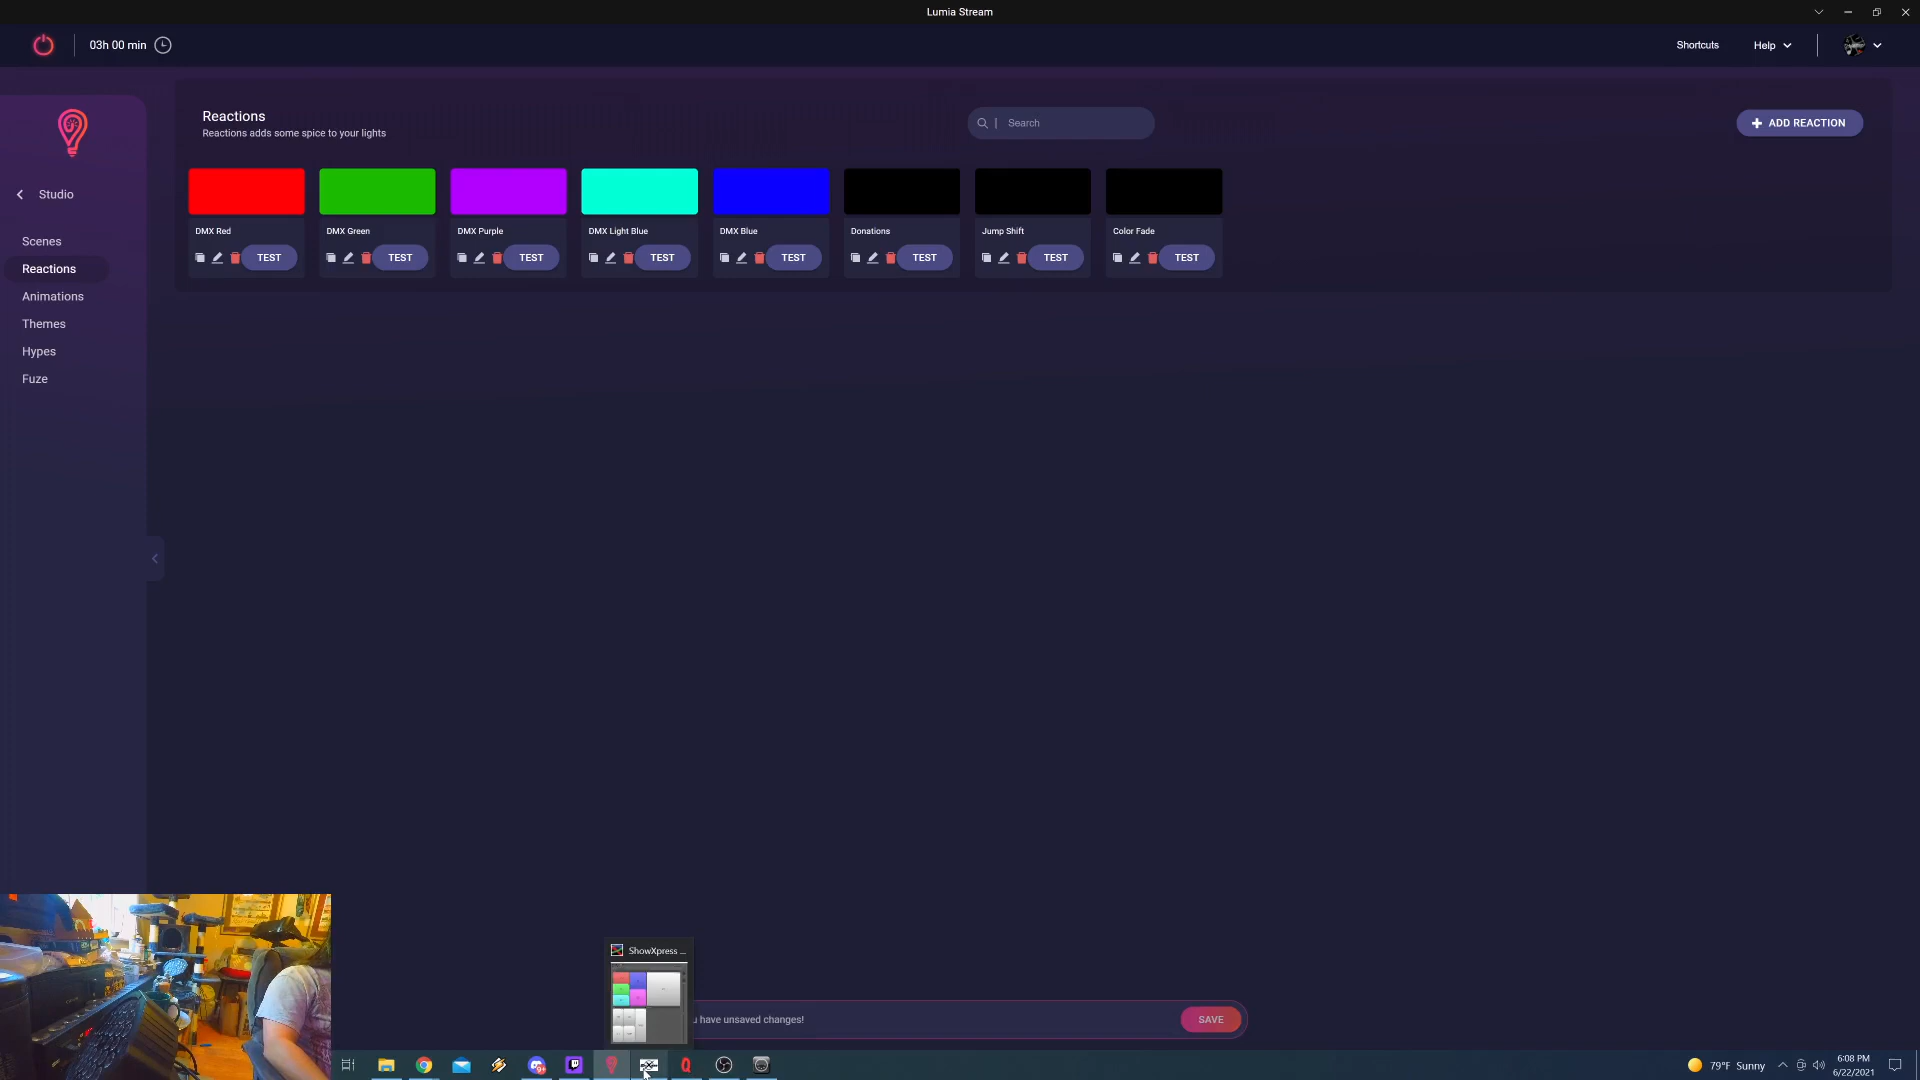 Lumia Stream
03h 00 min
Shortcuts
Help
Reactions
Reactions adds some spice to your lights
Search
ADD REACTION
Studio
Scenes
Reactions
Animations
Themes
Hypes
Fuze
DMX Red
DMX Green
DMX Purple
DMX Light Blue
DMX Blue
Donations
Jump Shift
Color Fade
TEST
TEST
TEST
TEST
TEST
TEST
TEST
TEST
ShowXpress ...
have unsaved changes!
SAVE
79°F Sunny
6:08 PM
6/22/2021